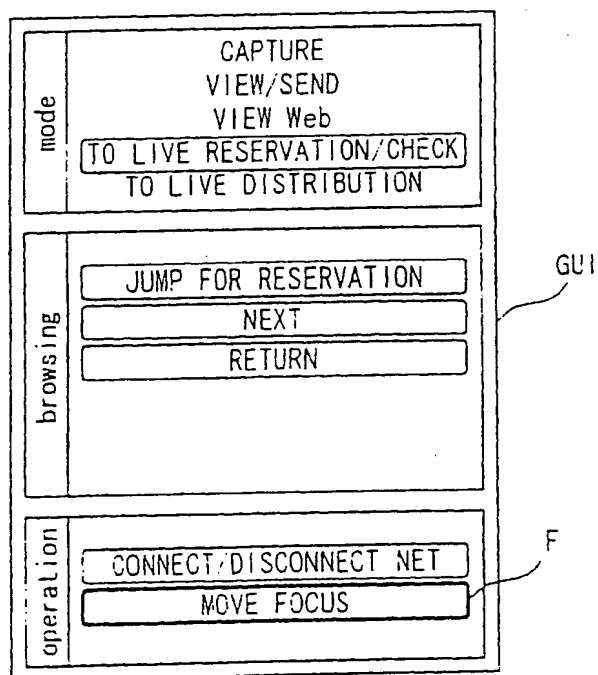 mode
CAPTURE
VIEW/SEND
VIEW Web
TO LIVE RESERVATION/CHECK
TO LIVE DISTRIBUTION
browsing
JUMP FOR RESERVATION
NEXT
RETURN
GUI
operation
CONNECT/DISCONNECT NET
MOVE FOCUS
F